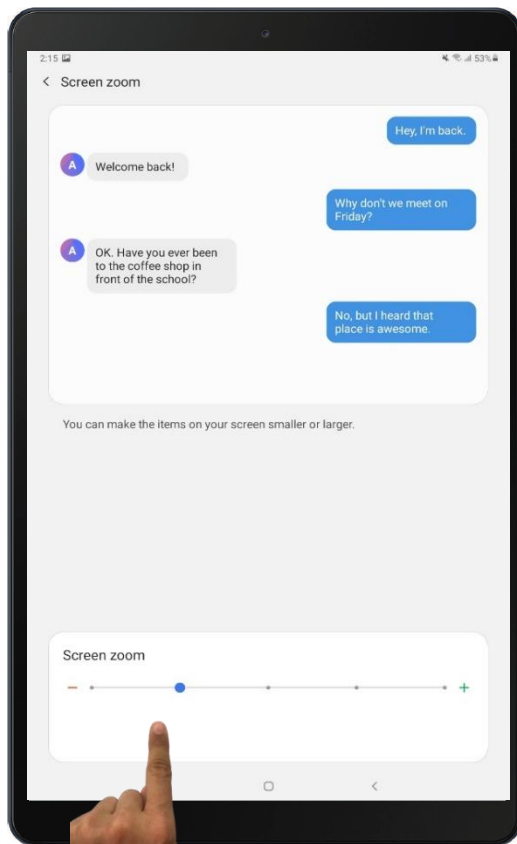 2:15 53%
Screen zoom
Hey, I'm back.
A Welcome back!
Why don't we meet on
Friday?
A OK. Have you ever been
to the coffee shop in
front of the school?
No, but I heard that
place is awesome.
You can make the items on your screen smaller or larger.
Screen zoom